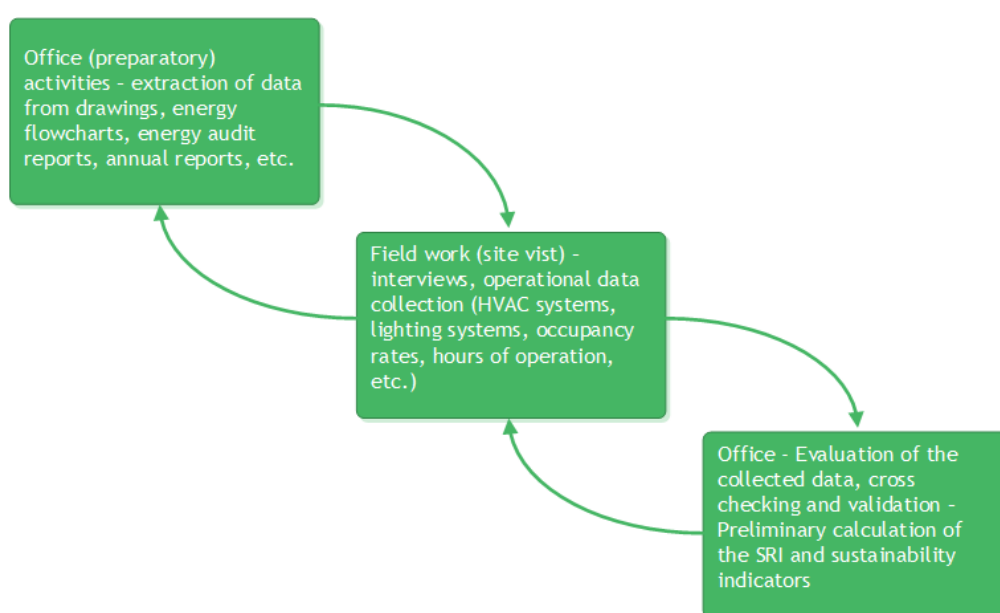 Office (preparatory)
activities – extraction of data
from drawings, energy
flowcharts, energy audit
reports, annual reports, etc.
Field work (site vist) –
interviews, operational data
collection (HVAC systems,
lighting systems, occupancy
rates, hours of operation,
etc.)
Office - Evaluation of the
collected data, cross
checking and validation –
Preliminary calculation of
the SRI and sustainability
indicators